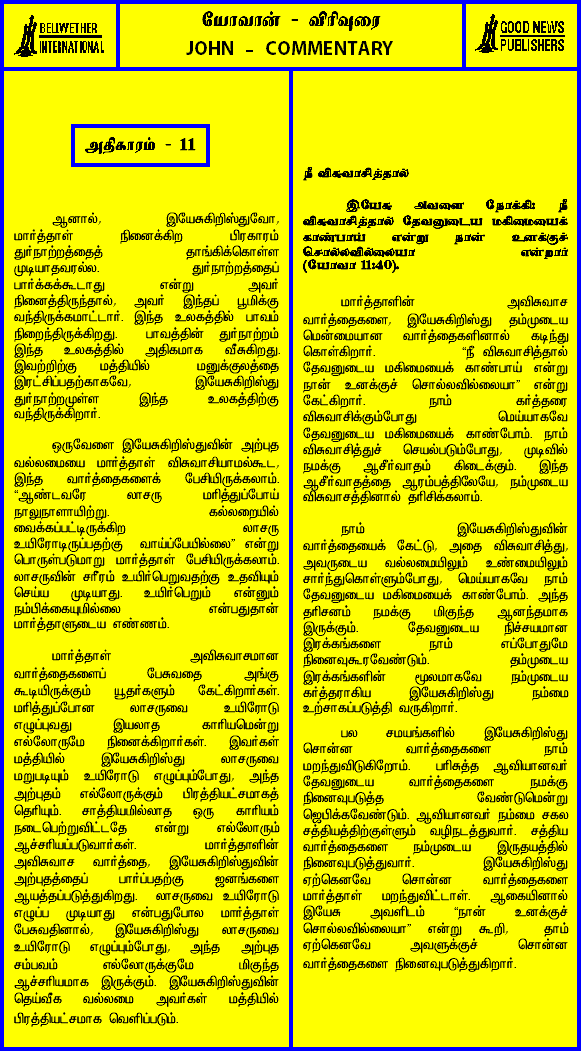 BELWETHER
INTERNATIONAL
யோவான் - விரிவுரை
JOHN - COMMENTARY
GOOD NEWS
PUBLISHERS
அதிகாரம் - 11
ஆனால், இயேசுகிறிஸ்துவோ,
மார்த்தாள் நினைக்கிற பிரகாரம்
துர்நாற்றத்தைத் தாங்கிக்கொள்ள
முடியாதவரல்ல. துர்நாற்றத்தைப்
பார்க்கக்கூடாது என்று அவர்
நினைத்திருந்தால், அவர் இந்தப் பூமிக்கு
வந்திருக்கமாட்டார். இந்த உலகத்தில் பாவம்
நிறைந்திருக்கிறது. பாவத்தின் துர்நாற்றம்
இந்த உலகத்தில் அதிகமாக வீசுகிறது.
இவற்றிற்கு மத்தியில் மனுக்குலத்தை
இரட்சிப்பதற்காகவே, இயேசுகிறிஸ்து
துர்நாற்றமுள்ள இந்த உலகத்திற்கு
வந்திருக்கிறார்.
ஒருவேளை இயேசுகிறிஸ்துவின் அற்புத
வல்லமையை மார்த்தாள் விசுவாசியாமல்கூட,
இந்த வார்த்தைகளைக் பேசியிருக்கலாம்.
“ஆண்டவரே லாசரு மரித்துப்போய்
நாலுநாளாயிற்று. கல்லறையில்
வைக்கப்பட்டிருக்கிற லாசரு
உயிரோடிருப்பதற்கு வாய்ப்பேயில்லை” என்று
பொருள்படுமாறு மார்த்தாள் பேசியிருக்கலாம்.
லாசருவின் சரீரம் உயிர்பெறுவதற்கு உதவியும்
செய்ய முடியாது. உயிர்பெறும் என்னும்
நம்பிக்கையுமில்லை என்பதுதான்
மார்த்தாளுடைய எண்ணம்.
மார்த்தாள் அவிசுவாசமான
வார்த்தைகளைப் பேசுவதை அங்கு
கூடியிருக்கும் யூதர்களும் கேட்கிறார்கள்.
மரித்துப்போன லாசருவை உயிரோடு
எழுப்புவது இயலாத காரியமென்று
எல்லோருமே நினைக்கிறார்கள். இவர்கள்
மத்தியில் இயேசுகிறிஸ்து லாசருவை
மறுபடியும் உயிரோடு எழுப்பும்போது, அந்த
அற்புதம் எல்லோருக்கும் பிரத்தியட்சமாகத்
தெரியும். சாத்தியமில்லாத ஒரு காரியம்
நடைபெற்றுவிட்டதே என்று எல்லோரும்
ஆச்சரியப்படுவார்கள். மார்த்தாளின்
அவிசுவாச வார்த்தை, இயேசுகிறிஸ்துவின்
அற்புதத்தைப் பார்ப்பதற்கு ஜனங்களை
ஆயத்தப்படுத்துகிறது. லாசருவை உயிரோடு
எழுப்ப முடியாது என்பதுபோல மார்த்தாள்
பேசுவதினால், இயேசுகிறிஸ்து லாசருவை
உயிரோடு எழுப்பும்போது, அந்த அற்புத
சம்பவம் எல்லோருக்குமே மிகுந்த
ஆச்சரியமாக இருக்கும். இயேசுகிறிஸ்துவின்
தெய்வீக வல்லமை அவர்கள் மத்தியில்
பிரத்தியட்சமாக வெளிப்படும்.
நீ விசுவாசித்தால்
இயேசு அவளை நோக்கி: நீ
விசுவாசித்தால் தேவனுடைய மகிமையைக்
காண்பாய் என்று நான் உனக்குச்
சொல்லவில்லையா என்றார்
(யோவா 11:40).
மார்த்தாளின் அவிசுவாச
வார்த்தைகளை, இயேசுகிறிஸ்து தம்முடைய
மென்மையான வார்த்தைகளினால் கடிந்து
கொள்கிறார். “நீ விசுவாசித்தால்
தேவனுடைய மகிமையைக் காண்பாய் என்று
நான் உனக்குச் சொல்லவில்லையா” என்று
கேட்கிறார். நாம் கர்த்தரை
விசுவாசிக்கும்போது மெய்யாகவே
தேவனுடைய மகிமையைக் காண்போம். நாம்
விசுவாசித்துச் செயல்படும்போது, முடிவில்
நமக்கு ஆசீர்வாதம் கிடைக்கும். இந்த
ஆசீர்வாதத்தை ஆரம்பத்திலேயே, நம்முடைய
விசுவாசத்தினால் தரிசிக்கலாம்.
நாம் இயேசுகிறிஸ்துவின்
வார்த்தையைக் கேட்டு, அதை விசுவாசித்து,
அவருடைய வல்லமையிலும் உண்மையிலும்
சார்ந்துகொள்ளும்போது, மெய்யாகவே நாம்
தேவனுடைய மகிமையைக் காண்போம். அந்த
தரிசனம் நமக்கு மிகுந்த ஆனந்தமாக
இருக்கும். தேவனுடைய நிச்சயமான
இரக்கங்களை நாம் எப்போதுமே
நினைவுகூரவேண்டும். தம்முடைய
இரக்கங்களின் மூலமாகவே நம்முடைய
கர்த்தராகிய இயேசுகிறிஸ்து நம்மை
உற்சாகப்படுத்தி வருகிறார்.
பல சமயங்களில் இயேசுகிறிஸ்து
சொன்ன வார்த்தைகளை நாம்
மறந்துவிடுகிறோம். பரிசுத்த ஆவியானவர்
தேவனுடைய வார்த்தைகளை நமக்கு
நினைவுபடுத்த வேண்டுமென்று
ஜெபிக்கவேண்டும். ஆவியானவர் நம்மை சகல
சத்தியத்திற்குள்ளும் வழிநடத்துவார். சத்திய
வார்த்தைகளை நம்முடைய இருதயத்தில்
நினைவுபடுத்துவார். இயேசுகிறிஸ்து
ஏற்கெனவே சொன்ன வார்த்தைகளை
மார்த்தாள் மறந்துவிட்டாள். ஆகையினால்
இயேசு அவளிடம் “நான் உனக்குச்
சொல்லவில்லையா” என்று கூறி, தாம்
ஏற்கெனவே அவளுக்குச் சொன்ன
வார்த்தைகளை நினைவுபடுத்துகிறார்.